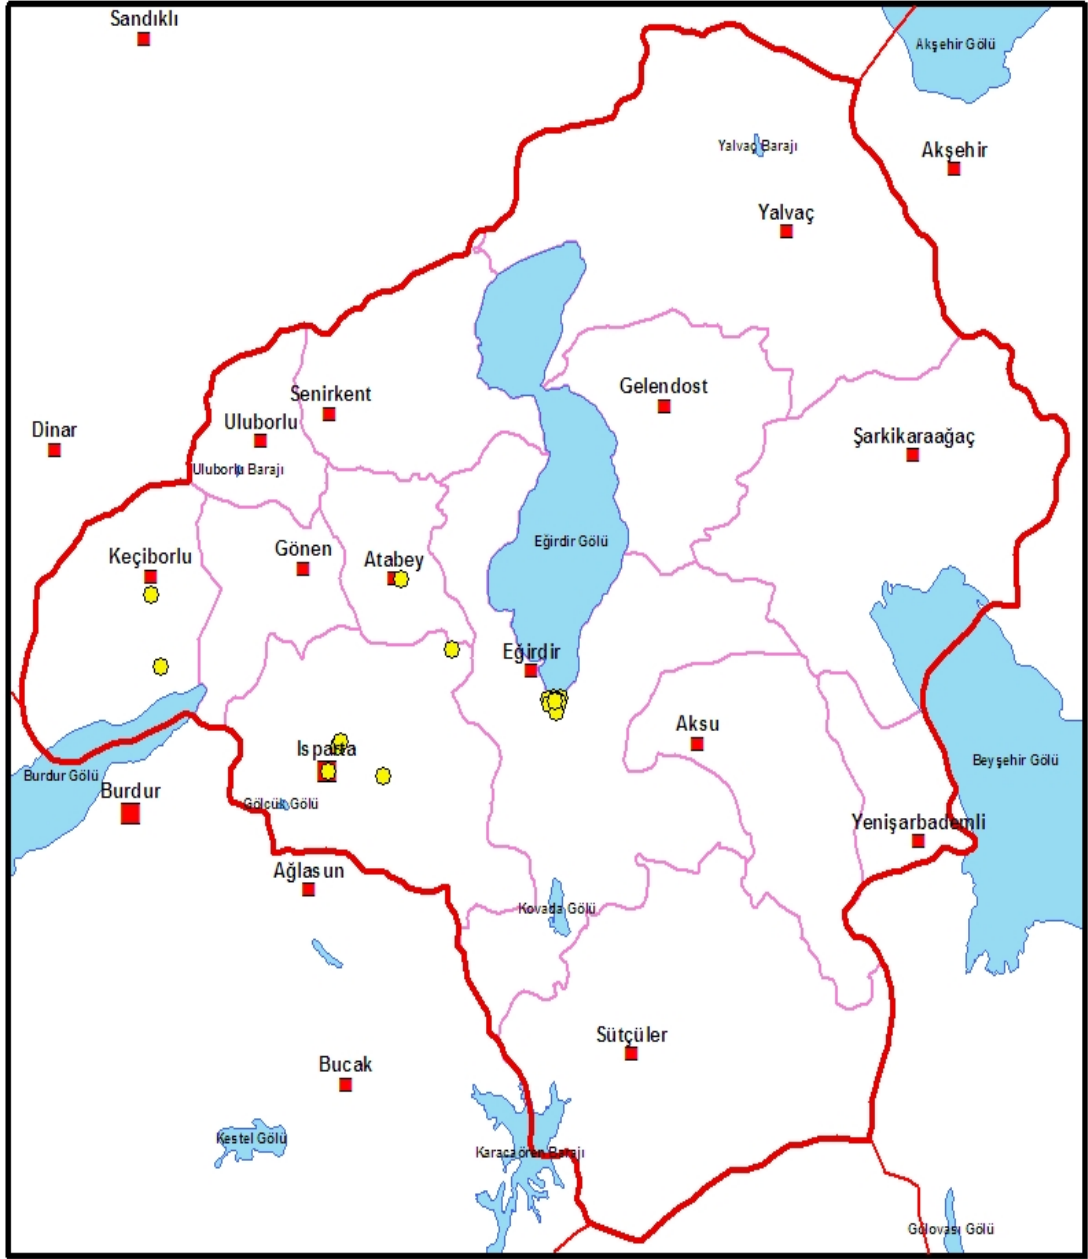 Sandıklı
Akşehir Gölü
Yalvaç Barajı
Akşehir
Yalvaç
Gelendost
Senirkent
Uluborlu
Dinar
Şarkikaraağaç
Uluborlu Barajı
Eğirdir Gölü
Gönen
Keçiborlu
Atabey
Eğirdir
Aksu
Isparta
Beyşehir Gölü
Burdur Gölü
Burdur
Gölcük Gölü
Yenişarbademli
Ağlasun
Kovada Gölü
Sütçüler
Bucak
Kestel Gölü
Karacaören Barajı
Gölovası Gölü